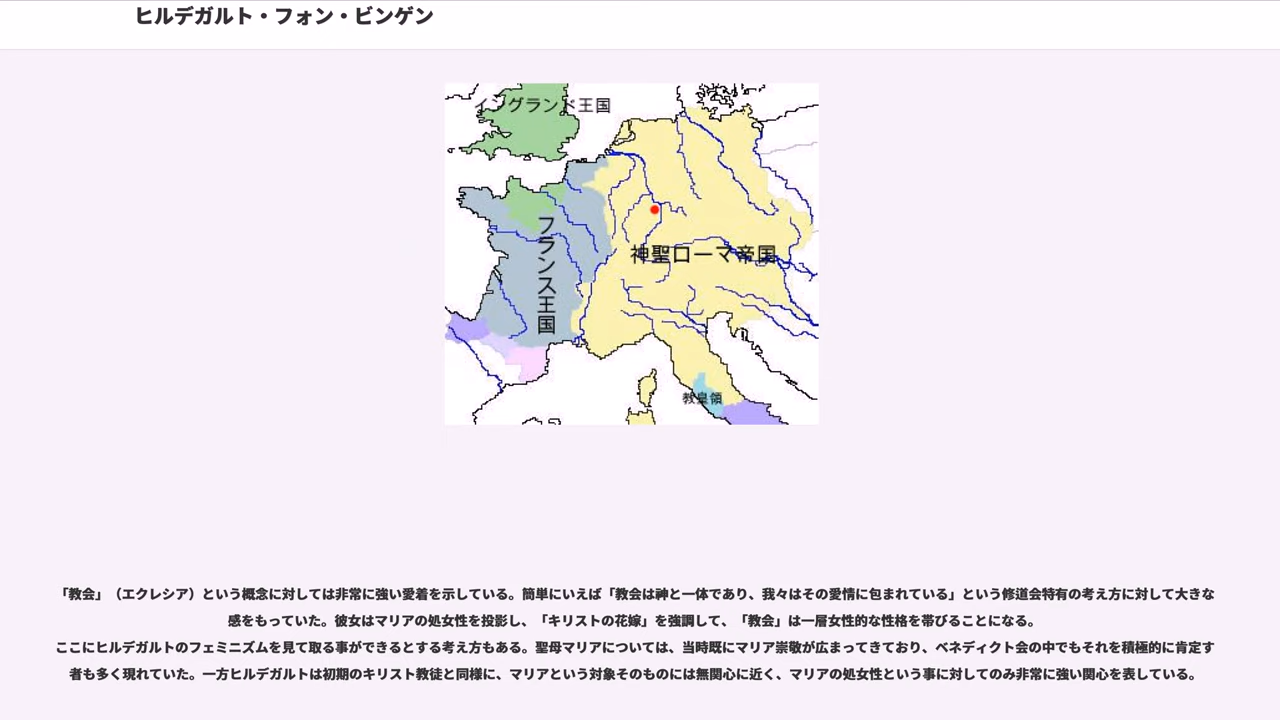 ヒルデガルト・フォン・ビンゲン
イングランド王国
フランス王国
神聖ローマ帝国
教皇領
「教会」（エクレシア）という概念に対しては非常に強い愛着を示している。簡単にいえば「教会は神と一体であり、我々はその愛情に包まれている」という修道会特有の考え方に対して大きな
感をもっていた。彼女はマリアの処女性を投影し、「キリストの花嫁」を強調して、「教会」は一層女性的な性格を帯びることになる。
ここにヒルデガルトのフェミニズムを見て取る事ができるとする考え方もある。聖母マリアについては、当時既にマリア崇敬が広まってきており、ベネディクト会の中でもそれを積極的に肯定す
者も多く現れていた。一方ヒルデガルトは初期のキリスト教徒と同様に、マリアという対象そのものには無関心に近く、マリアの処女性という事に対してのみ非常に強い関心を表している。